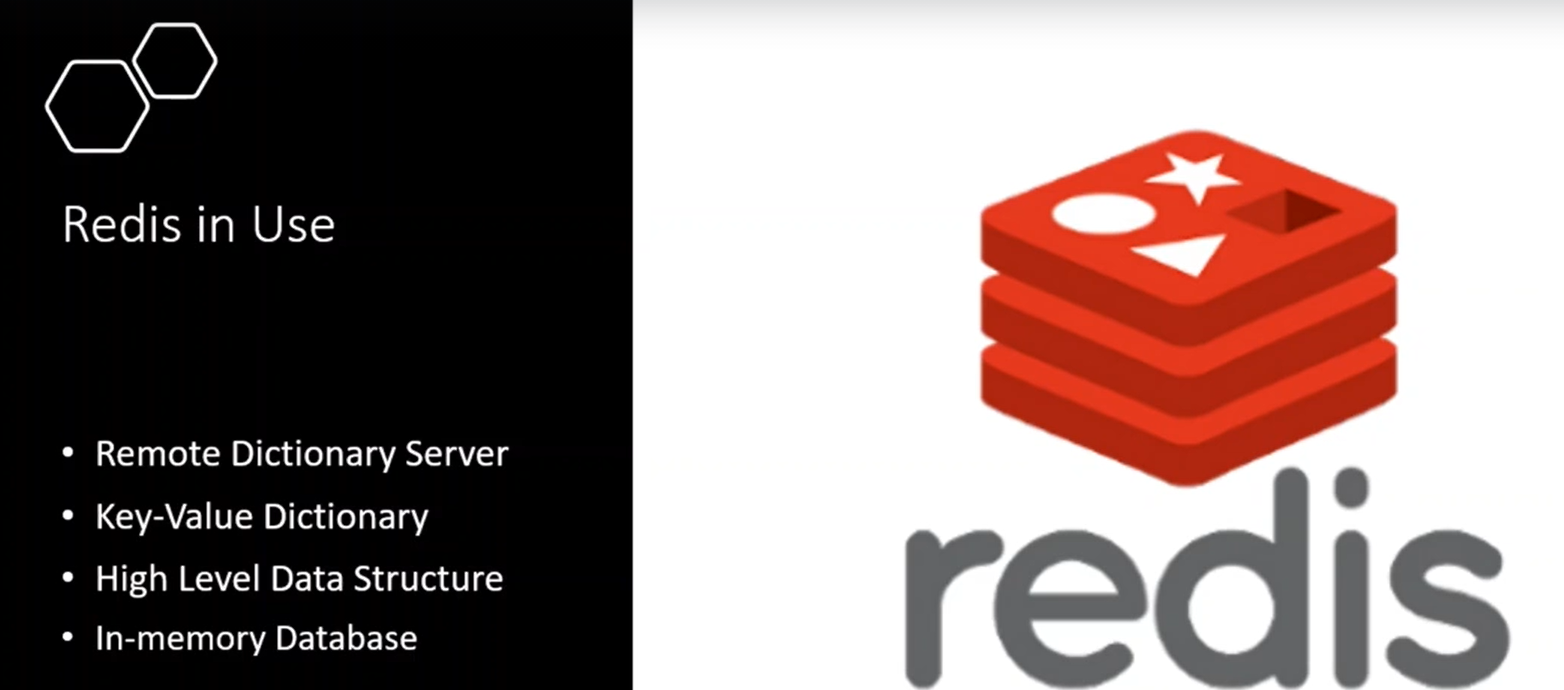 Redis in Use
• Remote Dictionary Server
• Key-Value Dictionary
• High Level Data Structure
• In-memory Database
redis